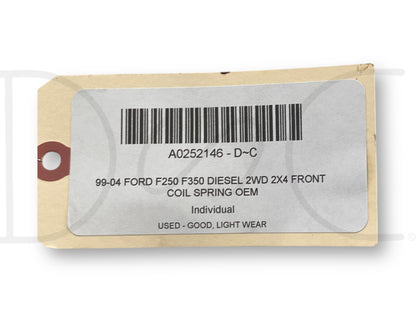 A0252146 - D~C
99-04 FORD F250 F350 DIESEL 2WD 2X4 FRONT
COIL SPRING OEM
Individual
USED - GOOD, LIGHT WEAR